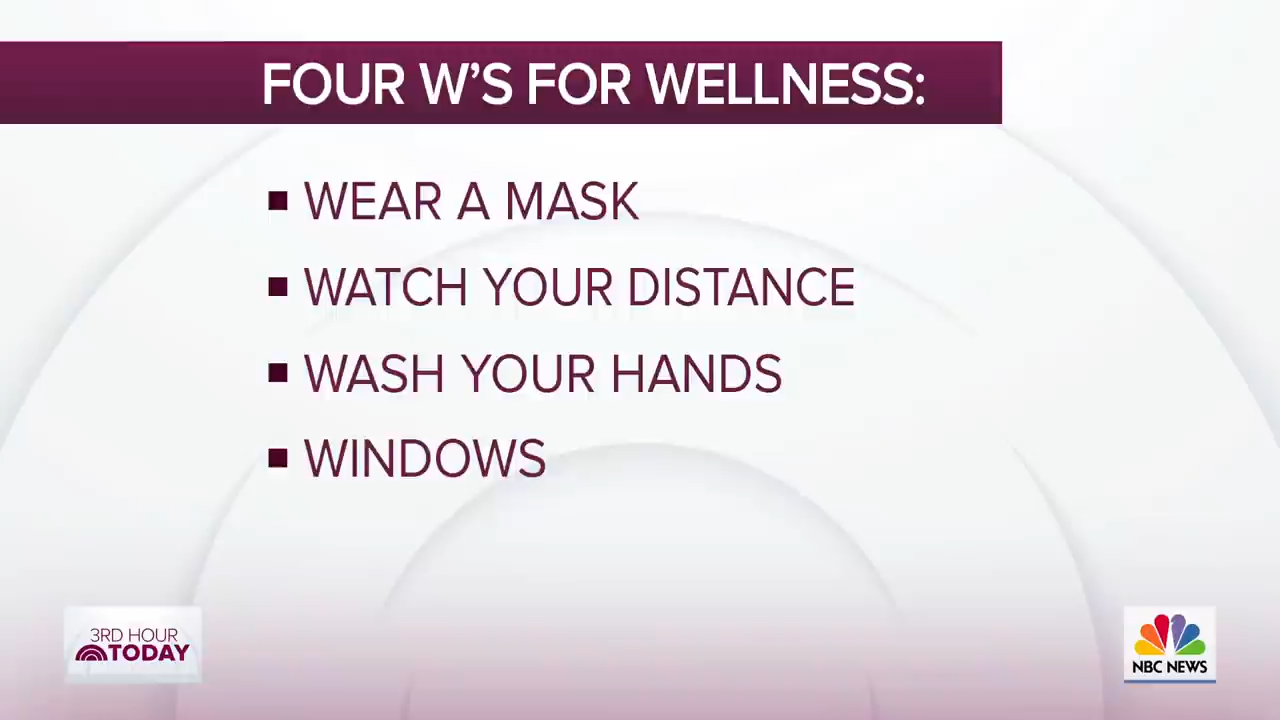 FOUR W'S FOR WELLNESS:
WEAR A MASK
WATCH YOUR DISTANCE
WASH YOUR HANDS
WINDOWS
3RD HOUR
TODAY
NBC NEWS